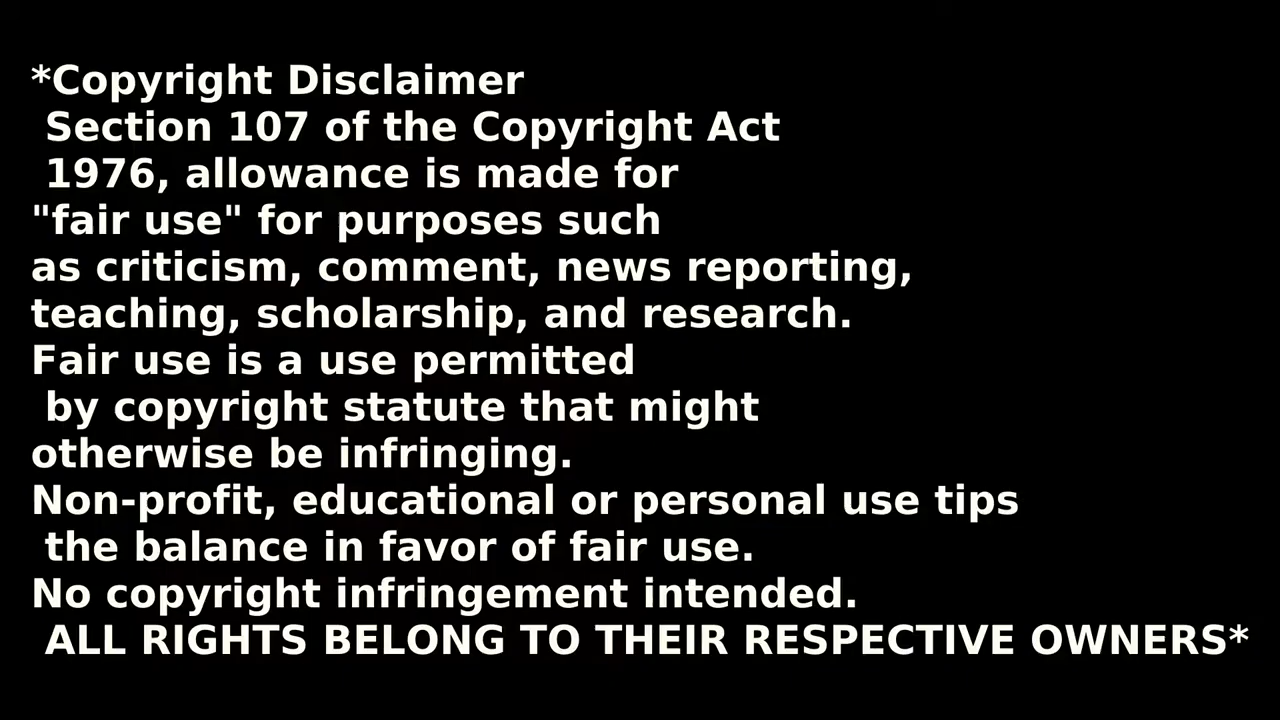 *Copyright Disclaimer
Section 107 of the Copyright Act
1976, allowance is made for
"fair use" for purposes such
as criticism, comment, news reporting,
teaching, scholarship, and research.
Fair use is a use permitted
by copyright statute that might
otherwise be infringing.
Non-profit, educational or personal use tips
the balance in favor of fair use.
No copyright infringement intended.
ALL RIGHTS BELONG TO THEIR RESPECTIVE OWNERS*